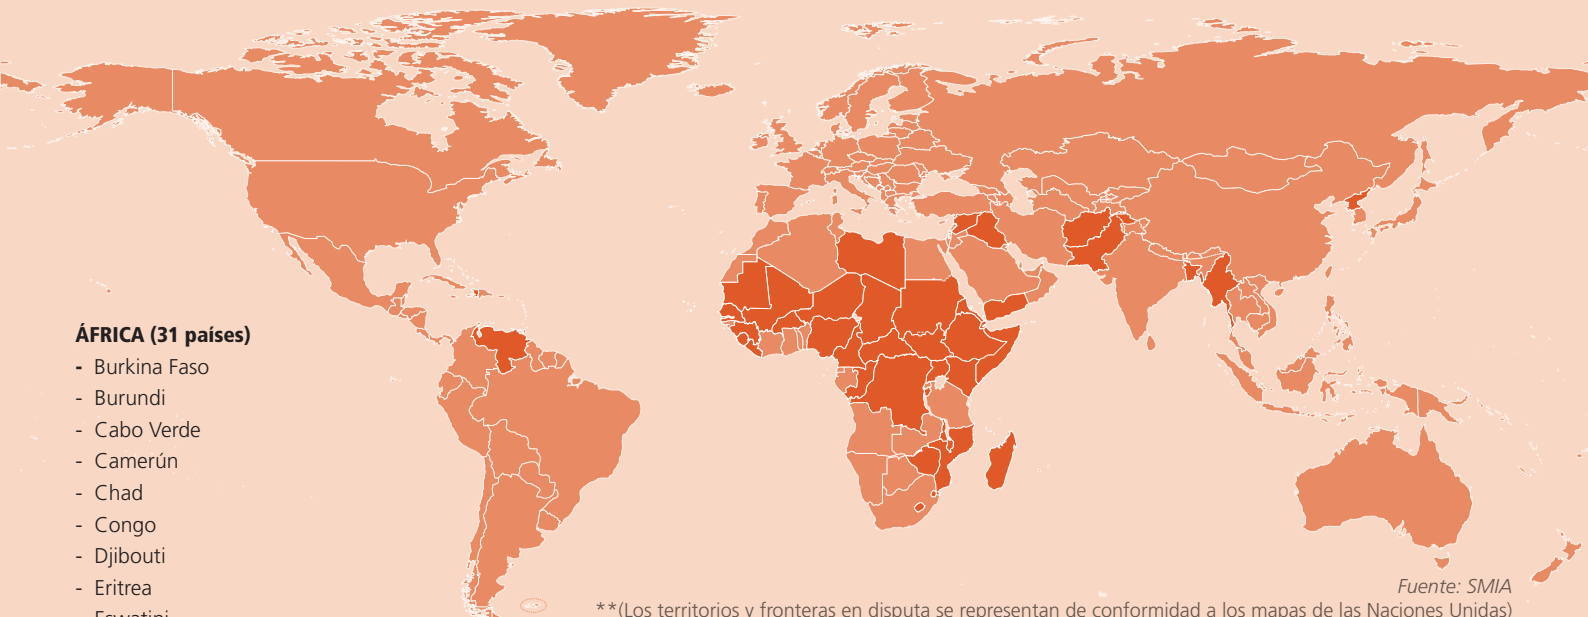 ÁFRICA (31 países)
- Burkina Faso
- Burundi
- Cabo Verde
- Camerún
- Chad
- Congo
- Djibouti
- Eritrea
- Eswatini
Fuente: SMIA
**(Los territorios y fronteras en disputa se representan de conformidad a los mapas de las Naciones Unidas)